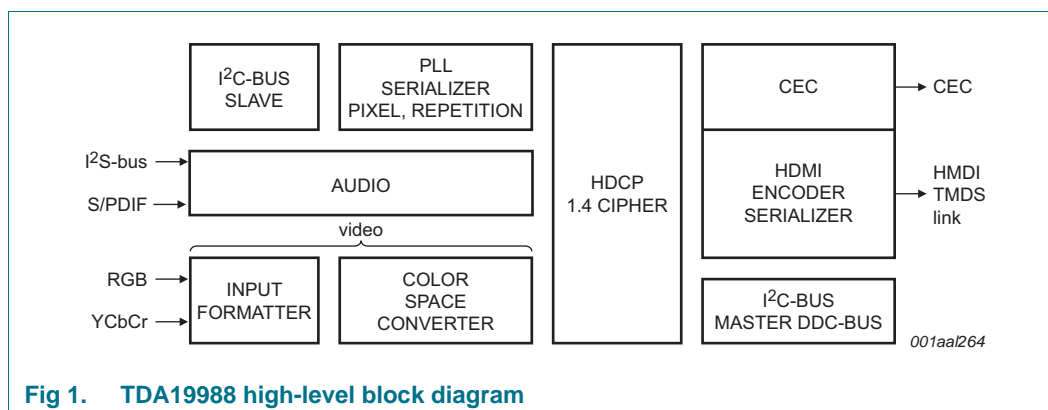 I²C-BUS
SLAVE
PLL
SERIALIZER
PIXEL, REPETITION
I²S-bus
S/PDIF
AUDIO
video
RGB
YCbCr
INPUT
FORMATTER
COLOR
SPACE
CONVERTER
HDCP
1.4 CIPHER
CEC
CEC
HDMI
ENCODER
SERIALIZER
HMDI
TMDS
link
I²C-BUS
MASTER DDC-BUS
001aal264
Fig 1. TDA19988 high-level block diagram